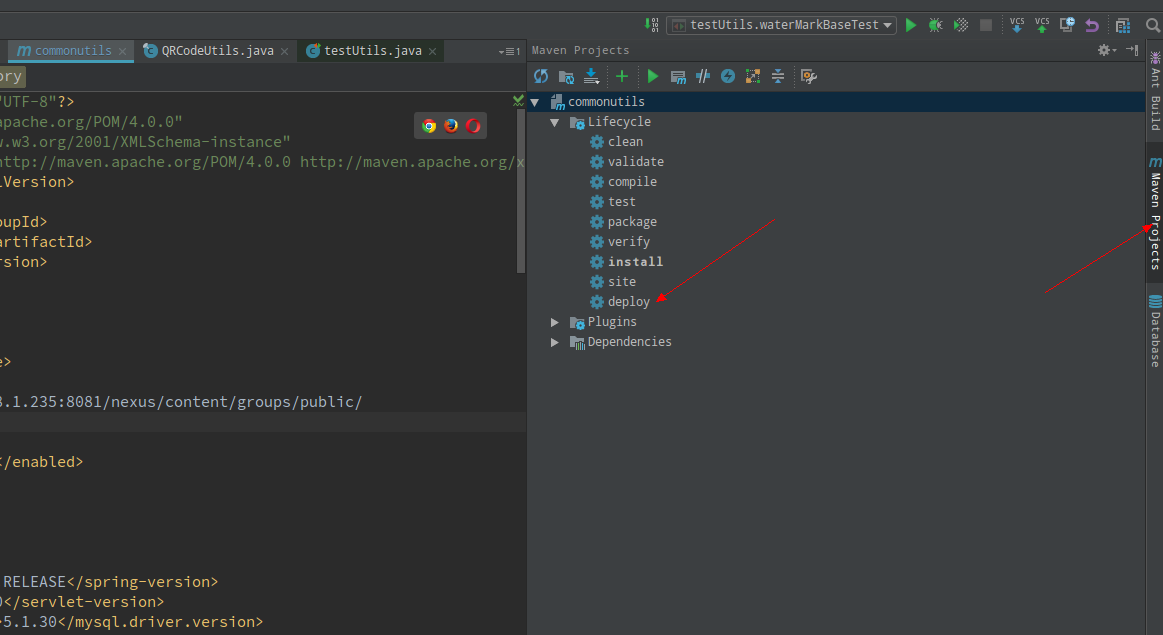 testUtils.waterMarkBaseTest
VCS
VCS
commonutils
QRCodeUtils.java
testUtils.java
1
Maven Projects
ory
"UTF-8"?>
apache.org/POM/4.0.0"
w.w3.org/2001/XMLSchema-instance"
http://maven.apache.org/POM/4.0.0 http://maven.apache.org/x
lVersion>
oupId>
artifactId>
rsion>
e>
8.1.235:8081/nexus/content/groups/public/
</enabled>
RELEASE</spring-version>
0</servlet-version>
>5.1.30</mysql.driver.version>
commonutils
Lifecycle
clean
validate
compile
test
package
verify
install
site
deploy
Plugins
Dependencies
Ant Build
Maven Projects
Database